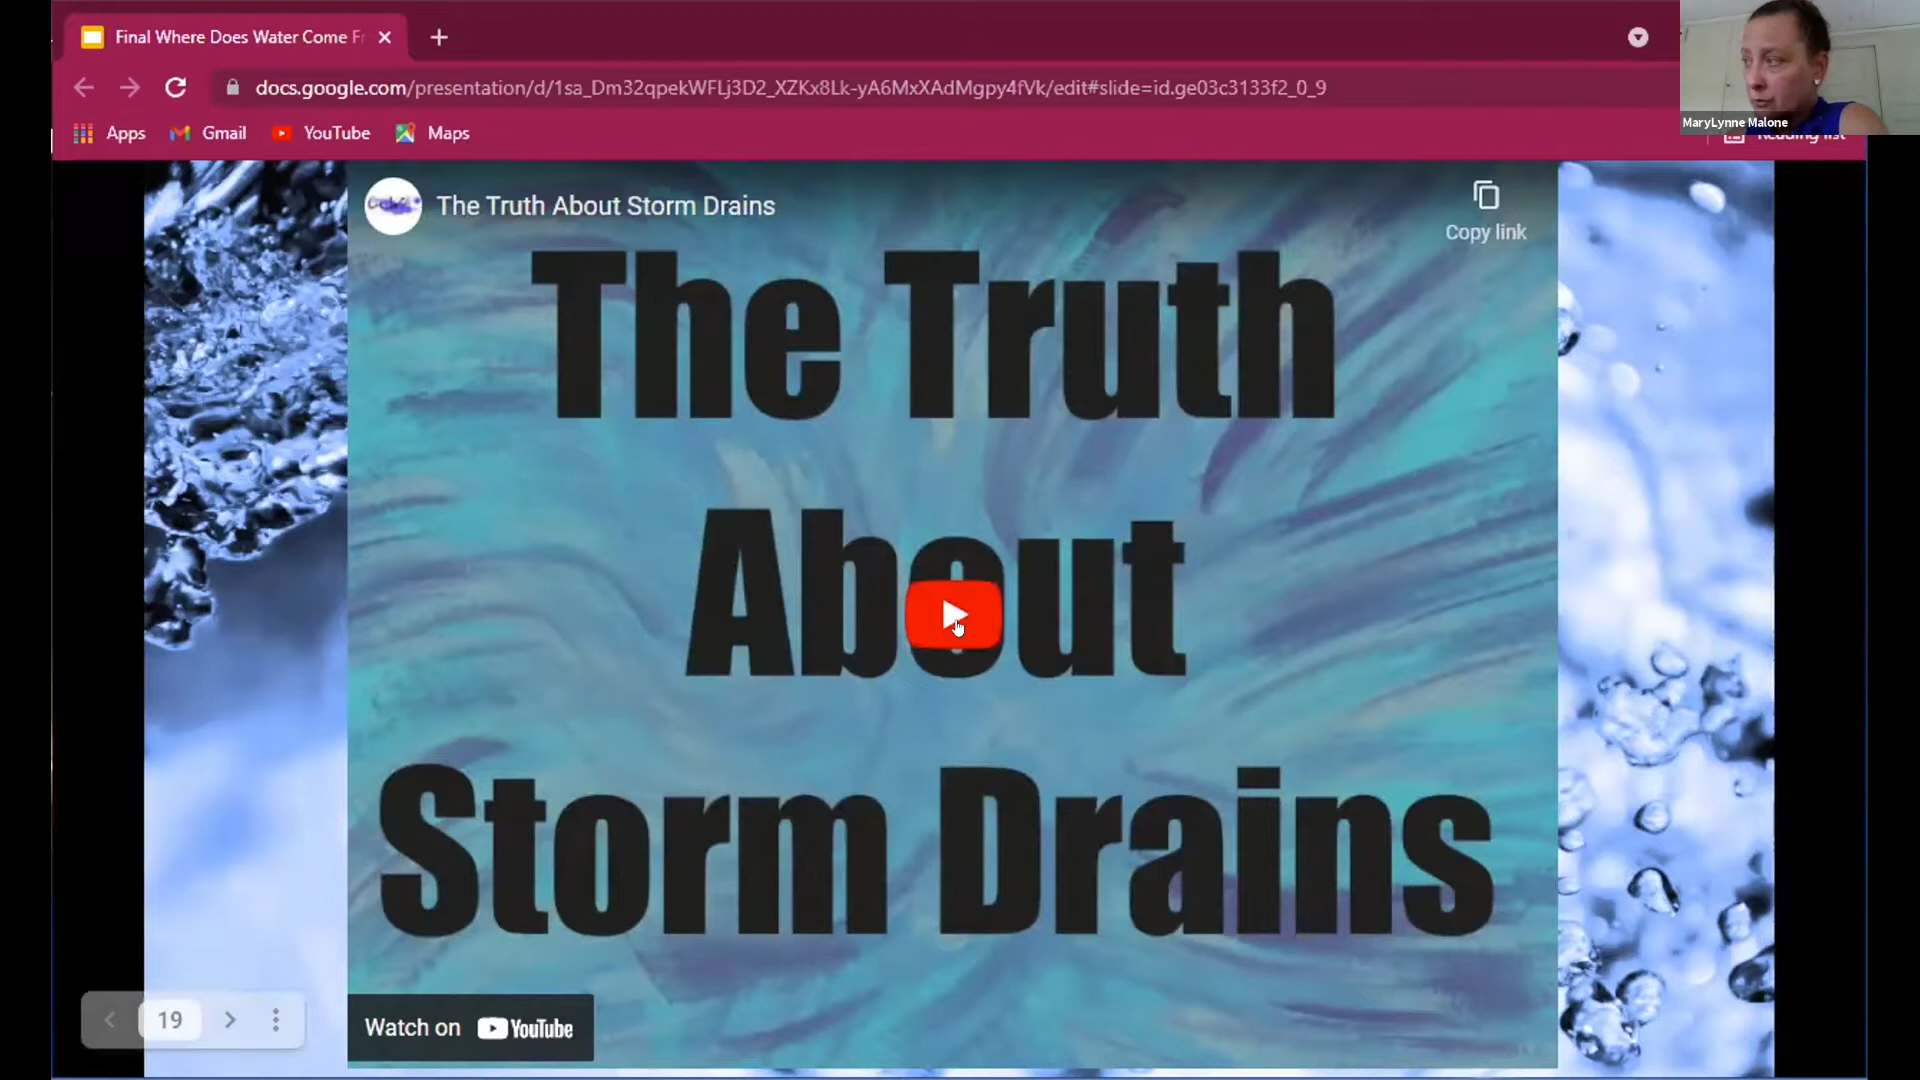 Final Where Does Water Come Fr
docs.google.com/presentation/d/1sa_Dm32qpekWFLj3D2_XZKx8Lk-yA6MxXAdMgpy4fVk/edit#slide=id.ge03c3133f2_0_9
MaryLynne Malone
Apps Gmail YouTube Maps Reading list
The Truth About Storm Drains
Copy link
The Truth
About
Storm Drains
19
Watch on YouTube